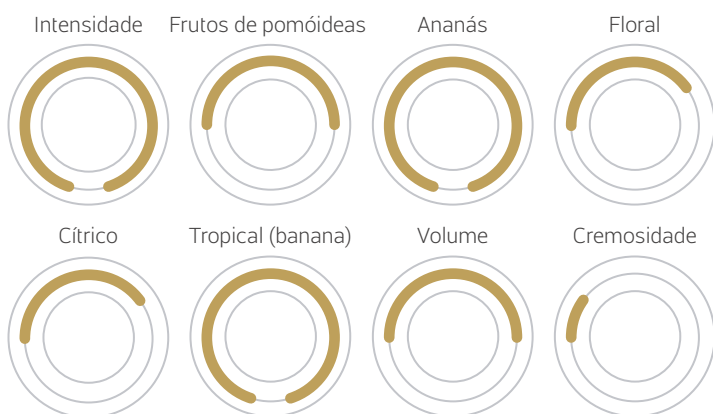 Intensidade
Frutos de pomóideas
Ananás
Floral
Cítrico
Tropical (banana)
Volume
Cremosidade